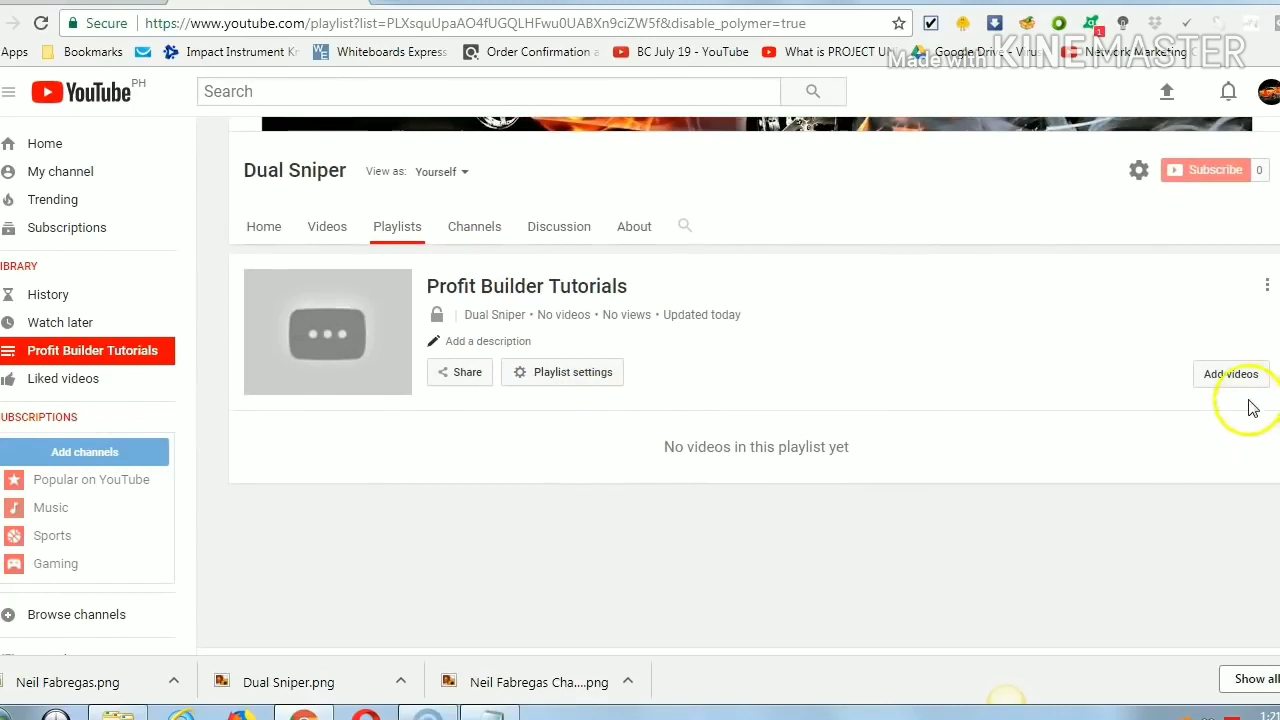 Secure https://www.youtube.com/playlist?list=PLXsquUpaAO4fUGQLHFwu0UA8Xn9ciZW5f&disable_polymer=true
Apps Bookmarks Impact Instrument Whiteboards Express Order Confirmation BC July 19 - YouTube What is PROJECT Google Drive - Network Marketing
Made with KINEMASTER
YouTube PH Search
Home
My channel
Trending
Subscriptions
IBRARY
History
Watch later
Profit Builder Tutorials
Liked videos
UBSCRIPTIONS
Add channels
Popular on YouTube
Music
Sports
Gaming
Browse channels
Dual Sniper View as: Yourself Subscribe 0
Home Videos Playlists Channels Discussion About
Profit Builder Tutorials
Dual Sniper • No videos • No views • Updated today
Add a description
Share Playlist settings Add videos
No videos in this playlist yet
Neil Fabregas.png Dual Sniper.png Neil Fabregas Cha....png Show all